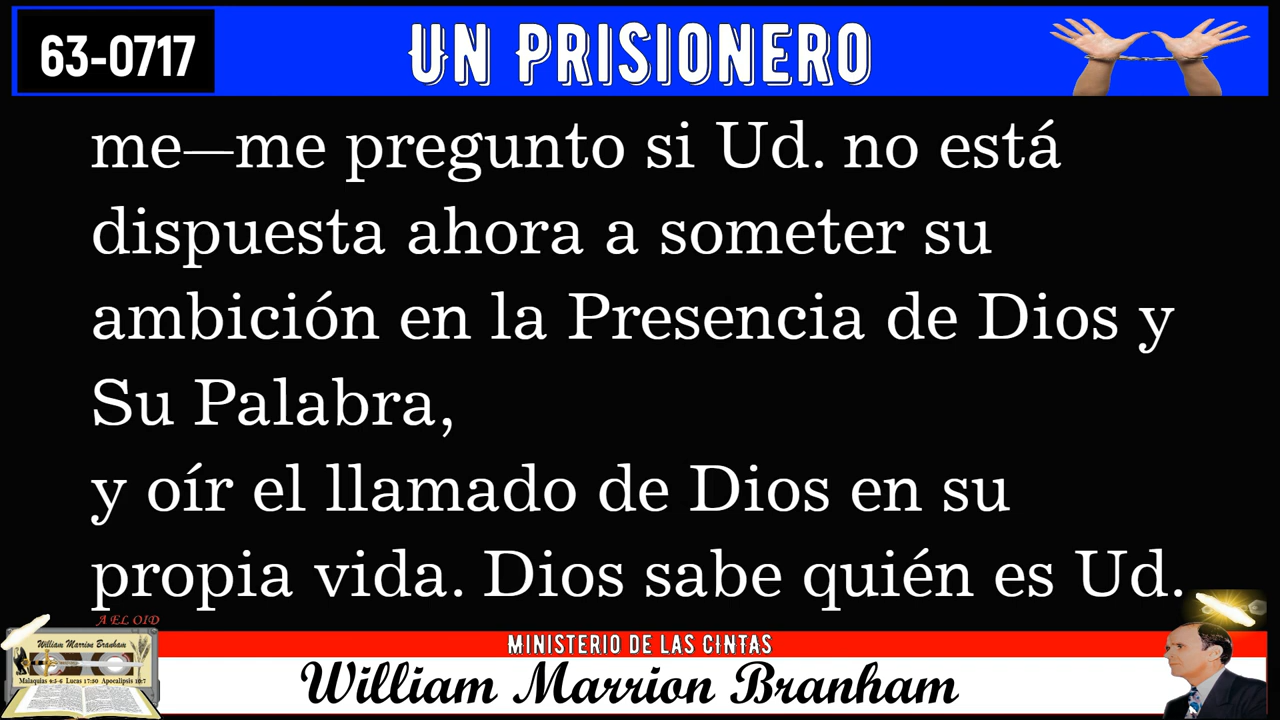 63-0717
UN PRISIONERO
me—me pregunto si Ud. no está
dispuesta ahora a someter su
ambición en la Presencia de Dios y
Su Palabra,
y oír el llamado de Dios en su
propia vida. Dios sabe quién es Ud.
A EL OID
William Marrion Branham
Malaquias 4:5-6 Lucas 17:30 Apocalipsis 10:7
MINISTERIO DE LAS CINTAS
William Marrion Branham